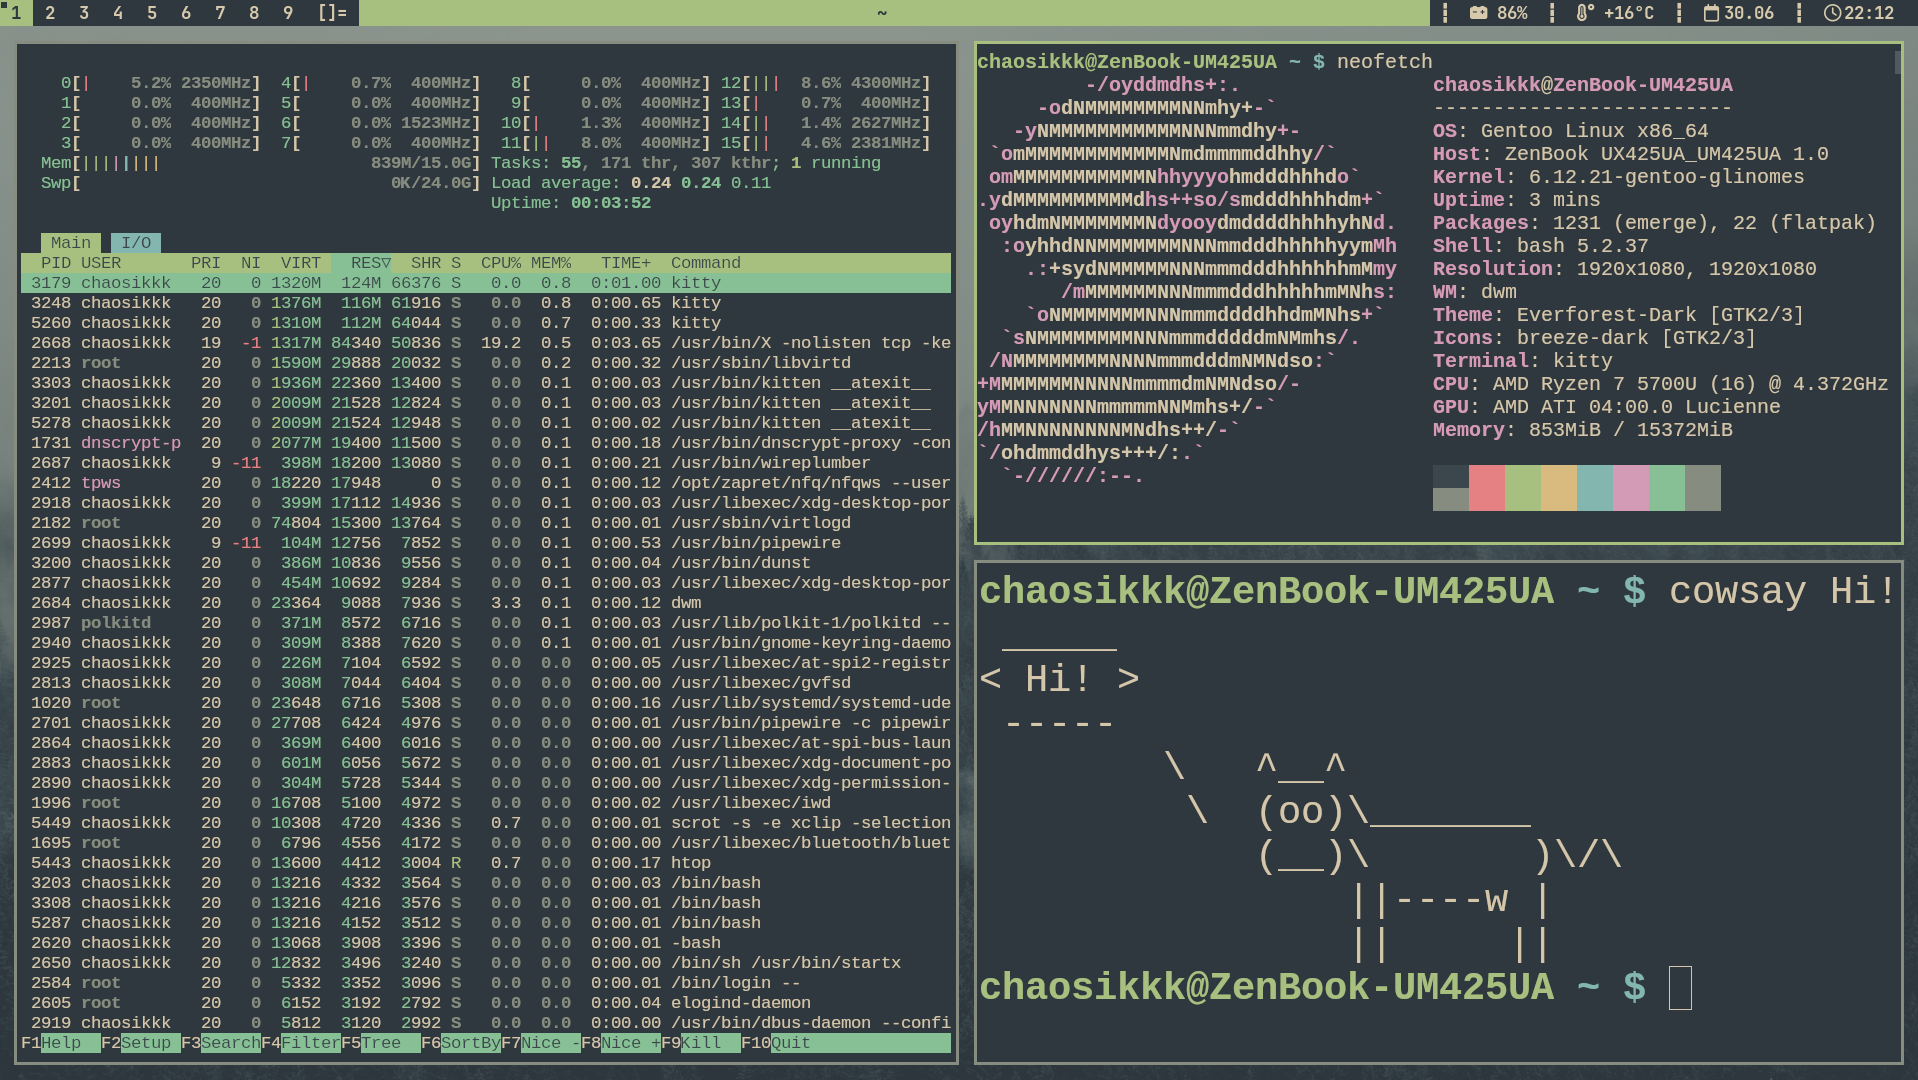 1 2 3 4 5 6 7 8 9 []= ~ 86% +16°C 30.06 22:12
0[| 5.2% 2350MHz] 4[| 0.7% 400MHz] 8[ 0.0% 400MHz] 12[||| 8.6% 4300MHz]
1[ 0.0% 400MHz] 5[ 0.0% 400MHz] 9[ 0.0% 400MHz] 13[| 0.7% 400MHz]
2[ 0.0% 400MHz] 6[ 0.0% 1523MHz] 10[| 1.3% 400MHz] 14[|| 1.4% 2627MHz]
3[ 0.0% 400MHz] 7[ 0.0% 400MHz] 11[|| 8.0% 400MHz] 15[|| 4.6% 2381MHz]
Mem[|||||||| 839M/15.0G] Tasks: 55, 171 thr, 307 kthr; 1 running
Swp[ 0K/24.0G] Load average: 0.24 0.24 0.11
Uptime: 00:03:52
Main I/O
PID USER PRI NI VIRT RES▽ SHR S CPU% MEM% TIME+ Command
3179 chaosikkk 20 0 1320M 124M 66376 S 0.0 0.8 0:01.00 kitty
3248 chaosikkk 20 0 1376M 116M 61916 S 0.0 0.8 0:00.65 kitty
5260 chaosikkk 20 0 1310M 112M 64044 S 0.0 0.7 0:00.33 kitty
2668 chaosikkk 19 -1 1317M 84340 50836 S 19.2 0.5 0:03.65 /usr/bin/X -nolisten tcp -ke
2213 root 20 0 1590M 29888 20032 S 0.0 0.2 0:00.32 /usr/sbin/libvirtd
3303 chaosikkk 20 0 1936M 22360 13400 S 0.0 0.1 0:00.03 /usr/bin/kitten __atexit__
3201 chaosikkk 20 0 2009M 21528 12824 S 0.0 0.1 0:00.03 /usr/bin/kitten __atexit__
5278 chaosikkk 20 0 2009M 21524 12948 S 0.0 0.1 0:00.02 /usr/bin/kitten __atexit__
1731 dnscrypt-p 20 0 2077M 19400 11500 S 0.0 0.1 0:00.18 /usr/bin/dnscrypt-proxy -con
2687 chaosikkk 9 -11 398M 18200 13080 S 0.0 0.1 0:00.21 /usr/bin/wireplumber
2412 tpws 20 0 18220 17948 0 S 0.0 0.1 0:00.12 /opt/zapret/nfq/nfqws --user
2918 chaosikkk 20 0 399M 17112 14936 S 0.0 0.1 0:00.03 /usr/libexec/xdg-desktop-por
2182 root 20 0 74804 15300 13764 S 0.0 0.1 0:00.01 /usr/sbin/virtlogd
2699 chaosikkk 9 -11 104M 12756 7852 S 0.0 0.1 0:00.53 /usr/bin/pipewire
3200 chaosikkk 20 0 386M 10836 9556 S 0.0 0.1 0:00.04 /usr/bin/dunst
2877 chaosikkk 20 0 454M 10692 9284 S 0.0 0.1 0:00.03 /usr/libexec/xdg-desktop-por
2684 chaosikkk 20 0 23364 9088 7936 S 3.3 0.1 0:00.12 dwm
2987 polkitd 20 0 371M 8572 6716 S 0.0 0.1 0:00.03 /usr/lib/polkit-1/polkitd --
2940 chaosikkk 20 0 309M 8388 7620 S 0.0 0.1 0:00.01 /usr/bin/gnome-keyring-daemo
2925 chaosikkk 20 0 226M 7104 6592 S 0.0 0.0 0:00.05 /usr/libexec/at-spi2-registr
2813 chaosikkk 20 0 308M 7044 6404 S 0.0 0.0 0:00.00 /usr/libexec/gvfsd
1020 root 20 0 23648 6716 5308 S 0.0 0.0 0:00.16 /lib/systemd/systemd-ude
2701 chaosikkk 20 0 27708 6424 4976 S 0.0 0.0 0:00.01 /usr/bin/pipewire -c pipewir
2864 chaosikkk 20 0 369M 6400 6016 S 0.0 0.0 0:00.00 /usr/libexec/at-spi-bus-laun
2883 chaosikkk 20 0 601M 6056 5672 S 0.0 0.0 0:00.01 /usr/libexec/xdg-document-po
2890 chaosikkk 20 0 304M 5728 5344 S 0.0 0.0 0:00.00 /usr/libexec/xdg-permission-
1996 root 20 0 16708 5100 4972 S 0.0 0.0 0:00.02 /usr/libexec/iwd
5449 chaosikkk 20 0 10308 4720 4336 S 0.7 0.0 0:00.01 scrot -s -e xclip -selection
1695 root 20 0 6796 4556 4172 S 0.0 0.0 0:00.00 /usr/libexec/bluetooth/bluet
5443 chaosikkk 20 0 13600 4412 3004 R 0.7 0.0 0:00.17 htop
3203 chaosikkk 20 0 13216 4332 3564 S 0.0 0.0 0:00.03 /bin/bash
3308 chaosikkk 20 0 13216 4216 3576 S 0.0 0.0 0:00.01 /bin/bash
5287 chaosikkk 20 0 13216 4152 3512 S 0.0 0.0 0:00.01 /bin/bash
2620 chaosikkk 20 0 13068 3908 3396 S 0.0 0.0 0:00.01 -bash
2650 chaosikkk 20 0 12832 3496 3240 S 0.0 0.0 0:00.00 /bin/sh /usr/bin/startx
2584 root 20 0 5332 3352 3096 S 0.0 0.0 0:00.01 /bin/login --
2605 root 20 0 6152 3192 2792 S 0.0 0.0 0:00.04 elogind-daemon
2919 chaosikkk 20 0 5812 3120 2992 S 0.0 0.0 0:00.00 /usr/bin/dbus-daemon --confi
F1Help F2Setup F3SearchF4FilterF5Tree F6SortByF7Nice -F8Nice +F9Kill F10Quit
chaosikkk@ZenBook-UM425UA ~ $ neofetch
-/oyddmdhs+:. chaosikkk@ZenBook-UM425UA
-odNMMMMMMMMNNmhy+-` -------------------------
-yNMMMMMMMMMMMNNNmmdhy+- OS: Gentoo Linux x86_64
`omMMMMMMMMMMMMNmdmmmmddhhy/` Host: ZenBook UX425UA_UM425UA 1.0
omMMMMMMMMMMMNhhyyyohmdddhhhdo` Kernel: 6.12.21-gentoo-glinomes
.ydMMMMMMMMMMdhs++so/smdddhhhhdm+` Uptime: 3 mins
oyhdmNMMMMMMMNdyooydmddddhhhhyhNd. Packages: 1231 (emerge), 22 (flatpak)
:oyhhdNNMMMMMMMNNNmmdddhhhhhyymMh Shell: bash 5.2.37
.:+sydNMMMMMNNNmmmdddhhhhhhmMmy Resolution: 1920x1080, 1920x1080
/mMMMMMMNNNmmmdddhhhhhmMNhs: WM: dwm
`oNMMMMMMMNNNmmmddddhhdmMNhs+` Theme: Everforest-Dark [GTK2/3]
`sNMMMMMMMMNNNmmmdddddmNMmhs/. Icons: breeze-dark [GTK2/3]
/NMMMMMMMMNNNNmmmdddmNMNdso:` Terminal: kitty
+MMMMMMMNNNNNmmmmdmNMNdso/- CPU: AMD Ryzen 7 5700U (16) @ 4.372GHz
yMMNNNNNNNmmmmmNNMmhs+/-` GPU: AMD ATI 04:00.0 Lucienne
/hMMNNNNNNNNMNdhs++/-` Memory: 853MiB / 15372MiB
`/ohdmmddhys+++/:.`
`-//////:--.
chaosikkk@ZenBook-UM425UA ~ $ cowsay Hi!
_____
< Hi! >
-----
\ ^__^
\ (oo)\_______
(__)\ )\/\
||----w |
|| ||
chaosikkk@ZenBook-UM425UA ~ $